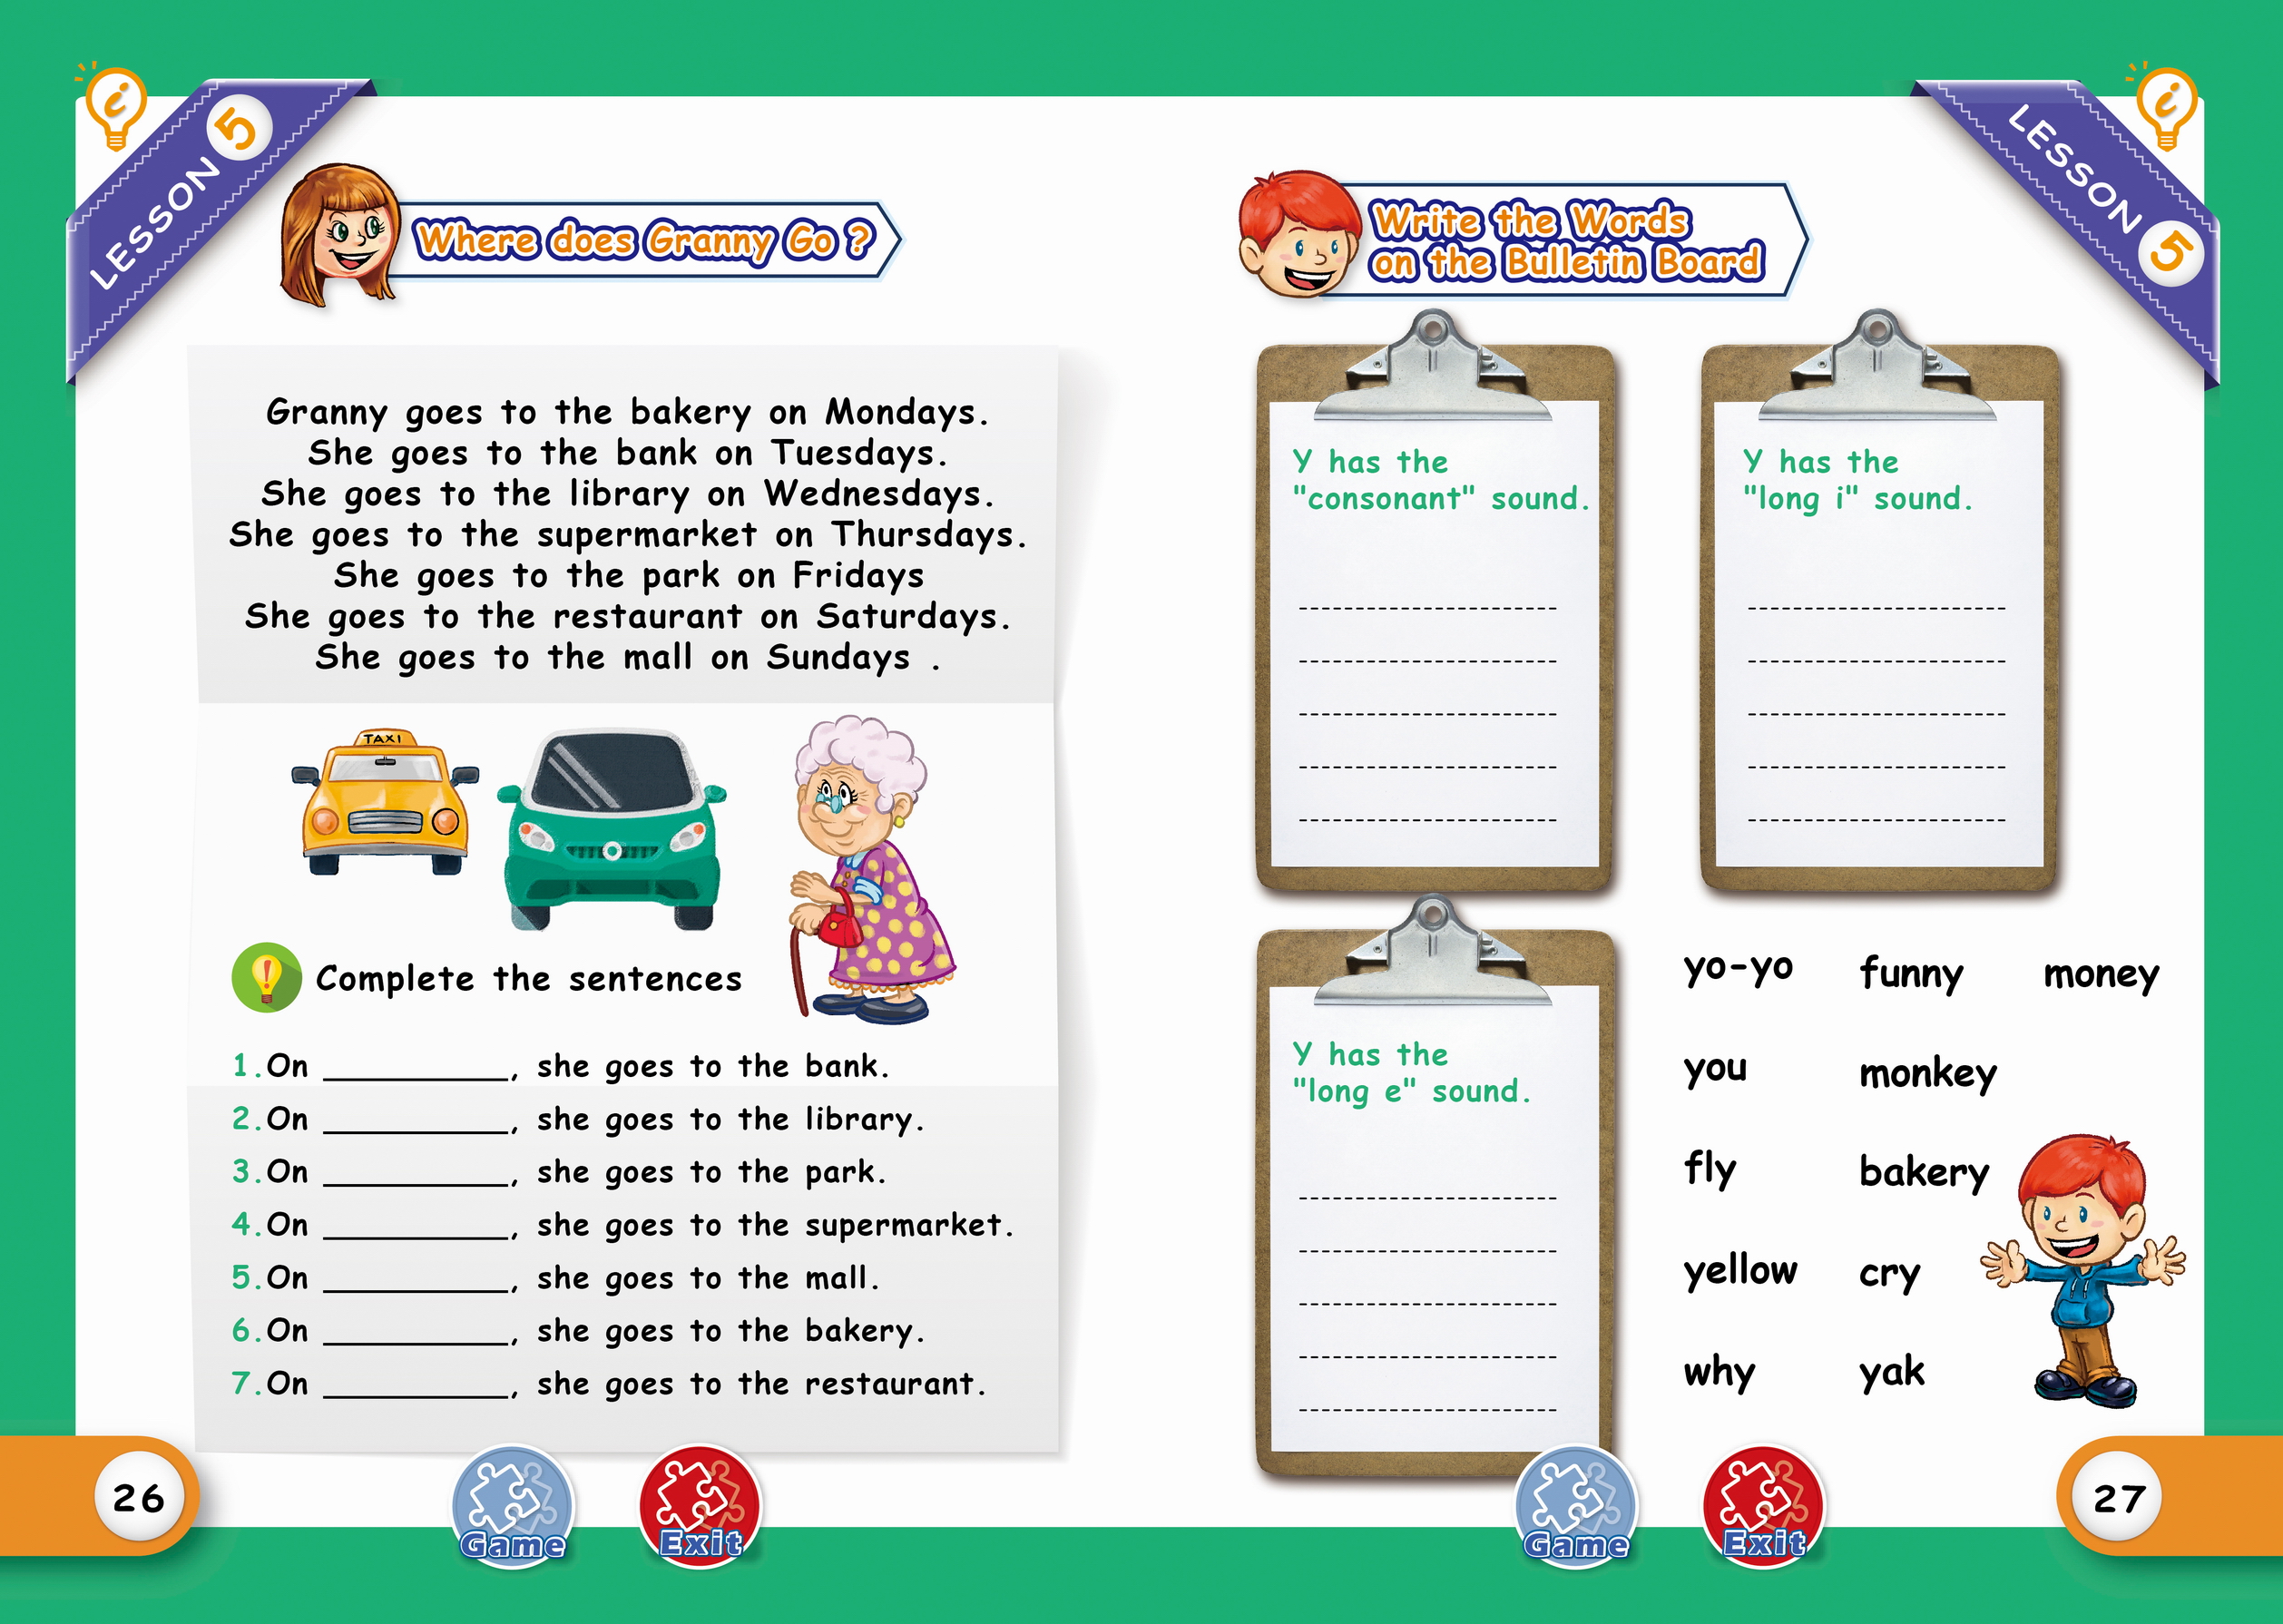 LESSON 5
Where does Granny Go ?
Granny goes to the bakery on Mondays.
She goes to the bank on Tuesdays.
She goes to the library on Wednesdays.
She goes to the supermarket on Thursdays.
She goes to the park on Fridays
She goes to the restaurant on Saturdays.
She goes to the mall on Sundays .
TAXI
Complete the sentences
1.On __________, she goes to the bank.
2.On __________, she goes to the library.
3.On __________, she goes to the park.
4.On __________, she goes to the supermarket.
5.On __________, she goes to the mall.
6.On __________, she goes to the bakery.
7.On __________, she goes to the restaurant.
26
Game
Exit
LESSON 5
Write the Words
on the Bulletin Board
Y has the
"consonant" sound.
Y has the
"long i" sound.
Y has the
"long e" sound.
yo-yo funny money
you monkey
fly bakery
yellow cry
why yak
Game
Exit
27